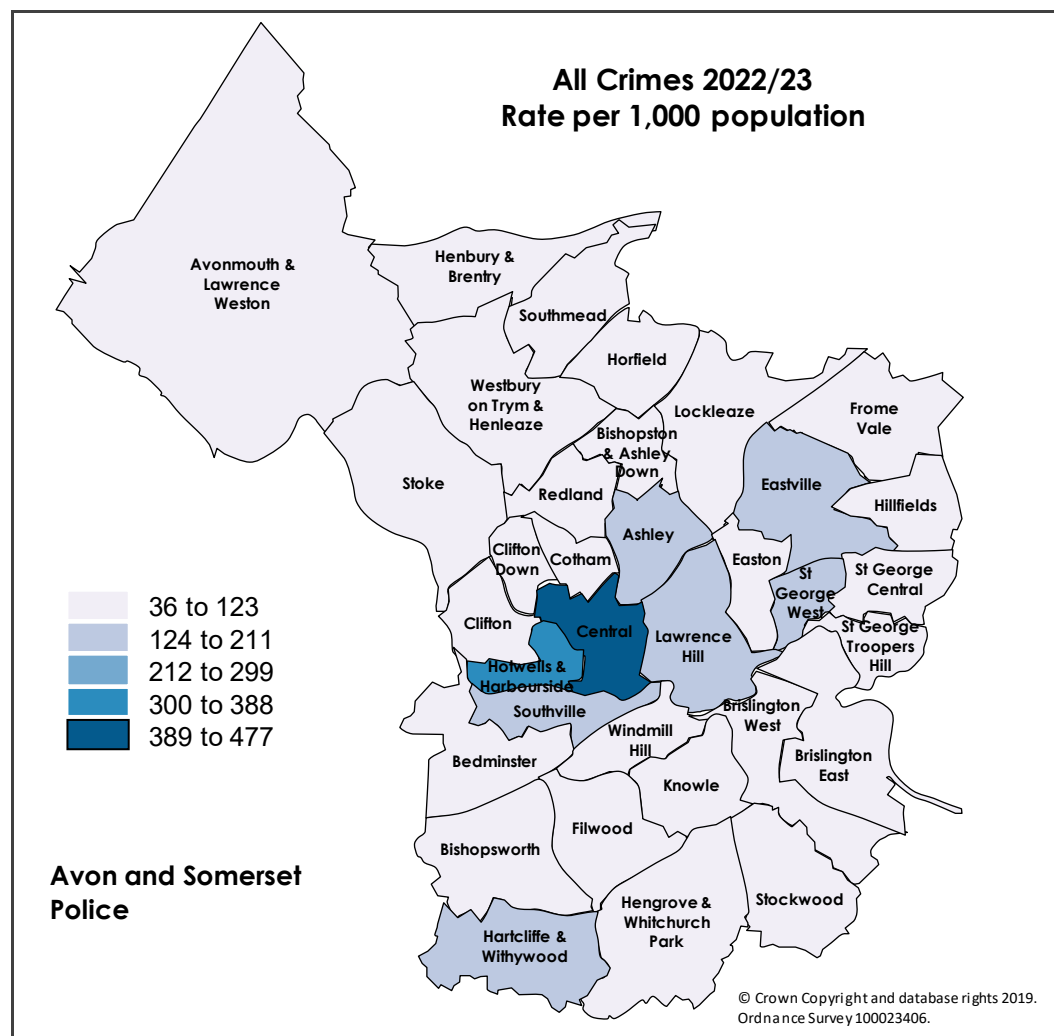 All Crimes 2022/23
Rate per 1,000 population
Avonmouth &
Lawrence
Weston
Henbury &
Brentry
Southmead
Horfield
Westbury
on Trym &
Henleaze
Lockleaze
Frome
Vale
Bishopston
& Ashley
Down
Stoke
Redland
Eastville
Hillfields
Ashley
Clifton
Down
Cotham
Easton
St
George
West
St George
Central
Clifton
Central
Lawrence
Hill
St George
Troopers
Hill
Hotwells &
Harbourside
Southville
Windmill
Hill
Brislington
West
Bedminster
Brislington
East
Knowle
Filwood
Bishopsworth
Stockwood
Hengrove &
Whitchurch
Park
Hartcliffe &
Withywood
36 to 123
124 to 211
212 to 299
300 to 388
389 to 477
Avon and Somerset
Police
© Crown Copyright and database rights 2019.
Ordnance Survey 100023406.